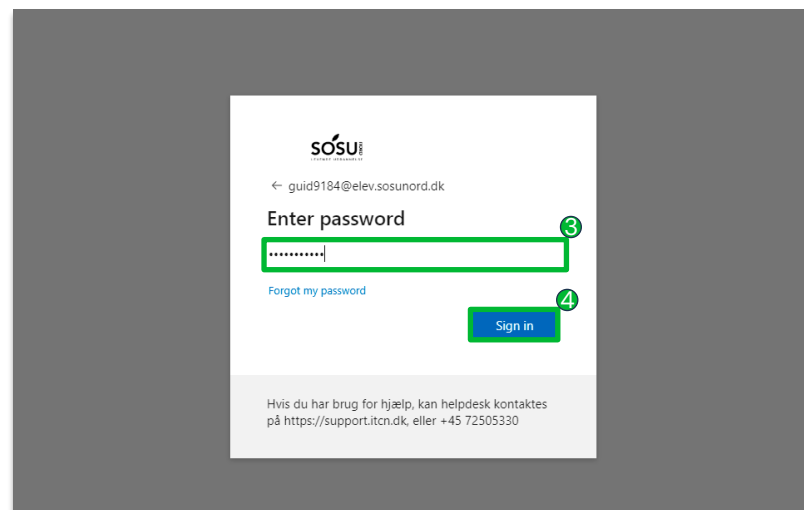 SOSU NORD
← guid9184@elev.sosunord.dk
Enter password
3
•••••••••••
Forgot my password
4
Sign in
Hvis du har brug for hjælp, kan helpdesk kontaktes
på https://support.itcn.dk, eller +45 72505330